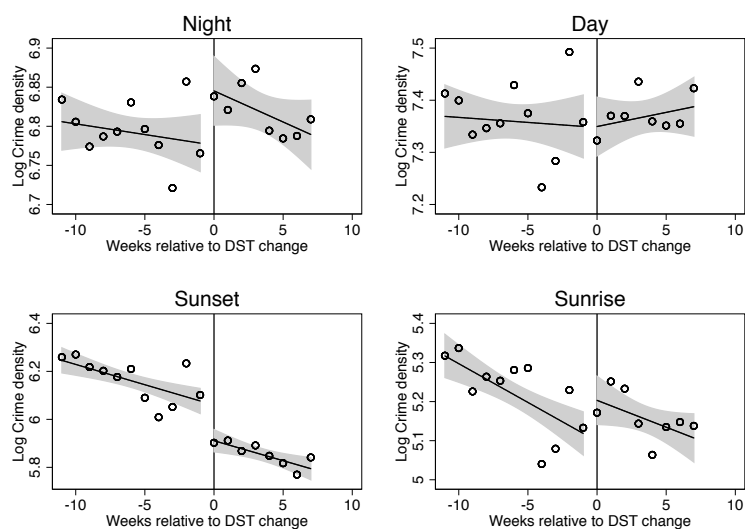 Night
Log Crime density
6.7 6.75 6.8 6.85 6.9
-10 -5 0 5 10
Weeks relative to DST change
Day
Log Crime density
7.2 7.3 7.4 7.5
-10 -5 0 5 10
Weeks relative to DST change
Sunset
Log Crime density
5.8 6 6.2 6.4
-10 -5 0 5 10
Weeks relative to DST change
Sunrise
Log Crime density
5 5.1 5.2 5.3 5.4
-10 -5 0 5 10
Weeks relative to DST change